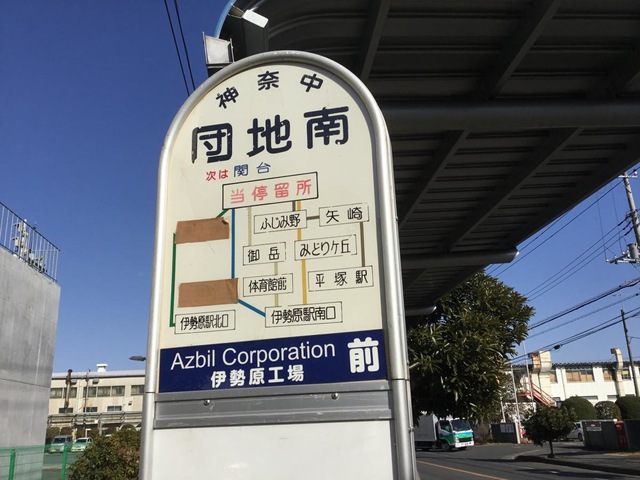 神奈中
団地南
次は 関台
当停留所
ふじみ野 矢崎
御岳 みどりケ丘
体育館前 平塚駅
伊勢原駅北口 伊勢原駅南口
Azbil Corporation 前
伊勢原工場